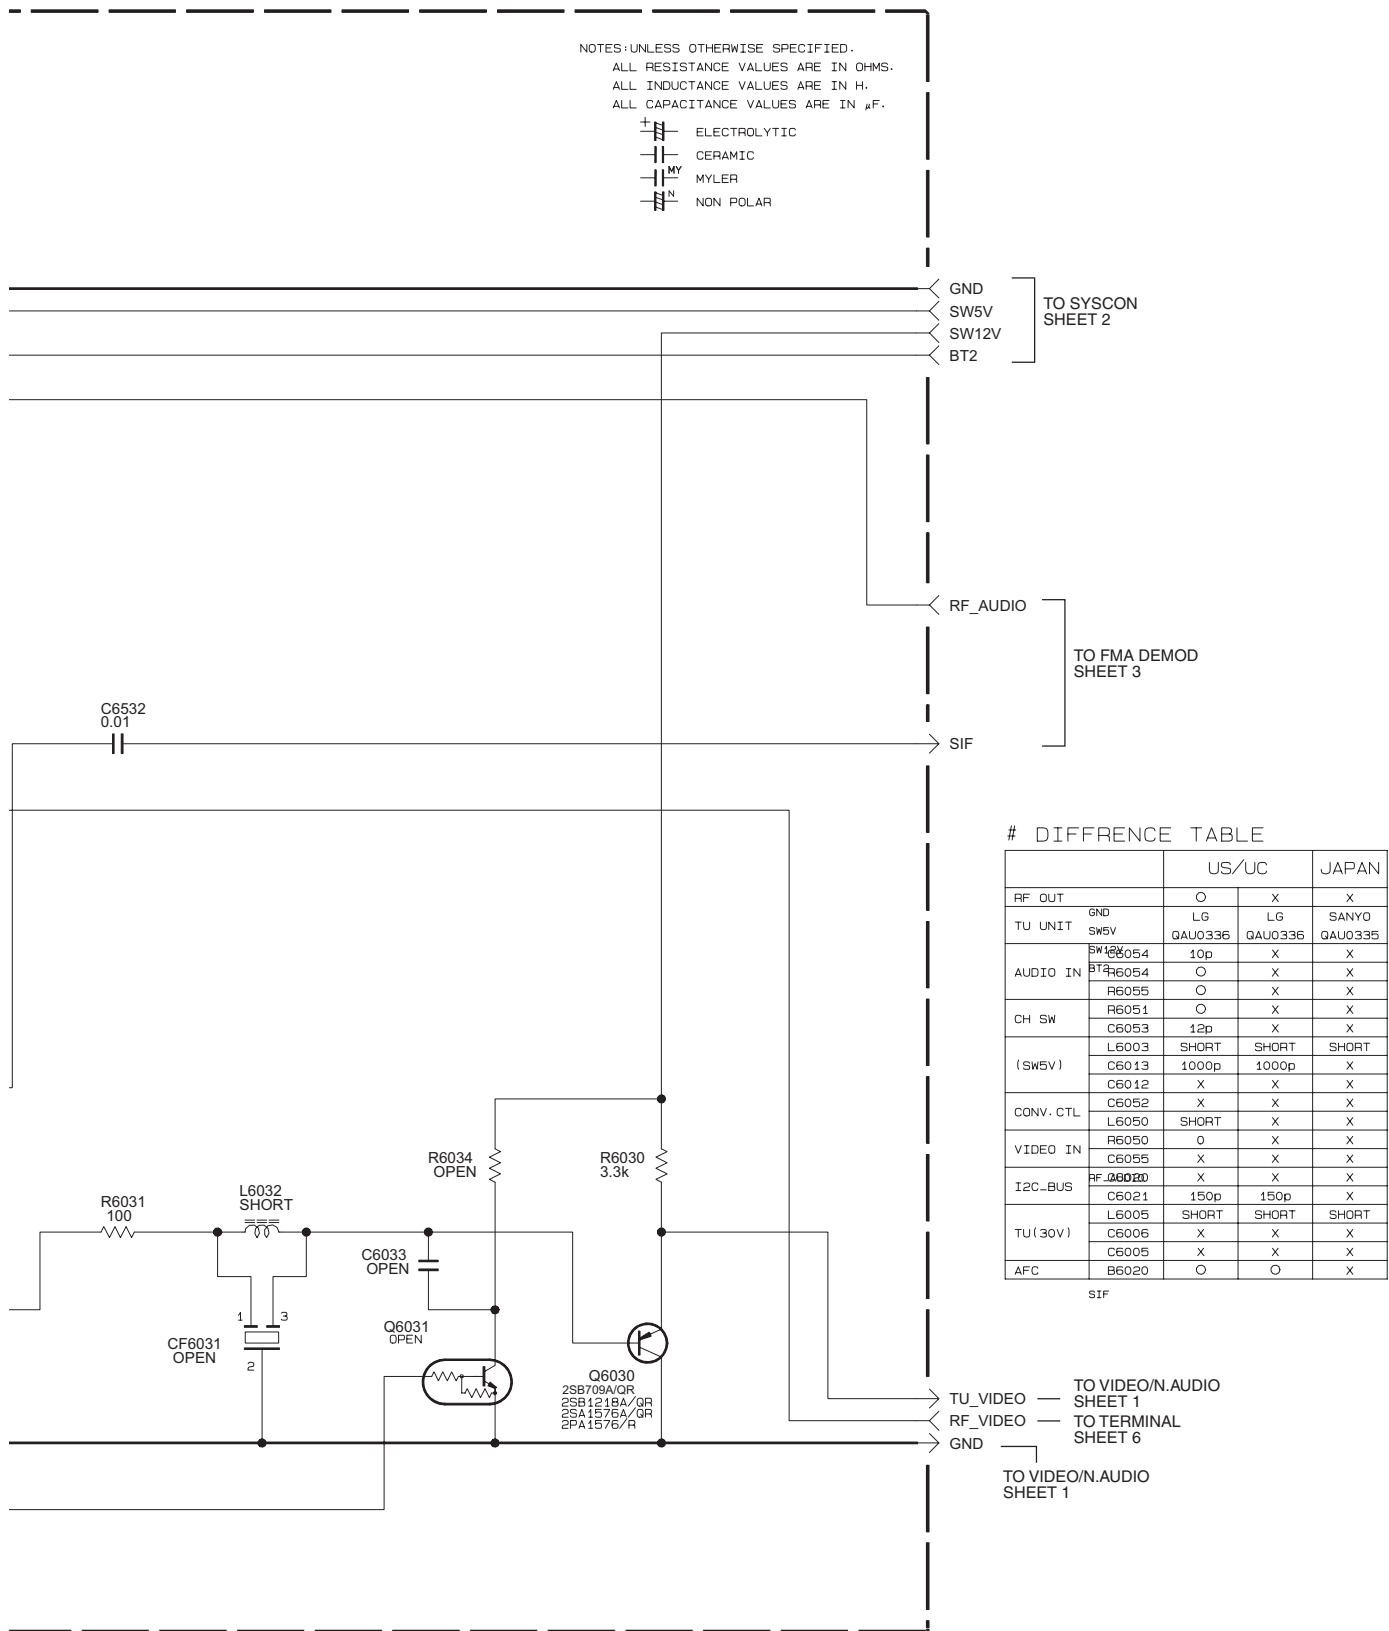 NOTES:UNLESS OTHERWISE SPECIFIED.
ALL RESISTANCE VALUES ARE IN OHMS.
ALL INDUCTANCE VALUES ARE IN H.
ALL CAPACITANCE VALUES ARE IN µF.
+ ELECTROLYTIC
CERAMIC
MY MYLER
N NON POLAR
GND
SW5V
SW12V
BT2
TO SYSCON
SHEET 2
RF_AUDIO
TO FMA DEMOD
SHEET 3
C6532
0.01
SIF
# DIFFRENCE TABLE
US/UC JAPAN
RF OUT O X X
TU UNIT GND LG LG SANYO
SW5V QAU0336 QAU0336 QAU0335
SW12V
C6054 10p X X
AUDIO IN BT2 R6054 O X X
R6055 O X X
CH SW R6051 O X X
C6053 12p X X
L6003 SHORT SHORT SHORT
(SW5V) C6013 1000p 1000p X
C6012 X X X
CONV.CTL C6052 X X X
L6050 SHORT X X
VIDEO IN R6050 0 X X
C6055 X X X
I2C_BUS RF_AUDIO C6020 X X X
C6021 150p 150p X
L6005 SHORT SHORT SHORT
TU(30V) C6006 X X X
C6005 X X X
AFC B6020 O O X
SIF
R6034
OPEN
R6030
3.3k
R6031
100
L6032
SHORT
C6033
OPEN
1 3
CF6031
OPEN
2
Q6031
OPEN
Q6030
2SB709A/QR
2SB1218A/QR
2SA1576A/QR
2PA1576/R
TU_VIDEO
TO VIDEO/N.AUDIO
SHEET 1
RF_VIDEO
TO TERMINAL
SHEET 6
GND
TO VIDEO/N.AUDIO
SHEET 1